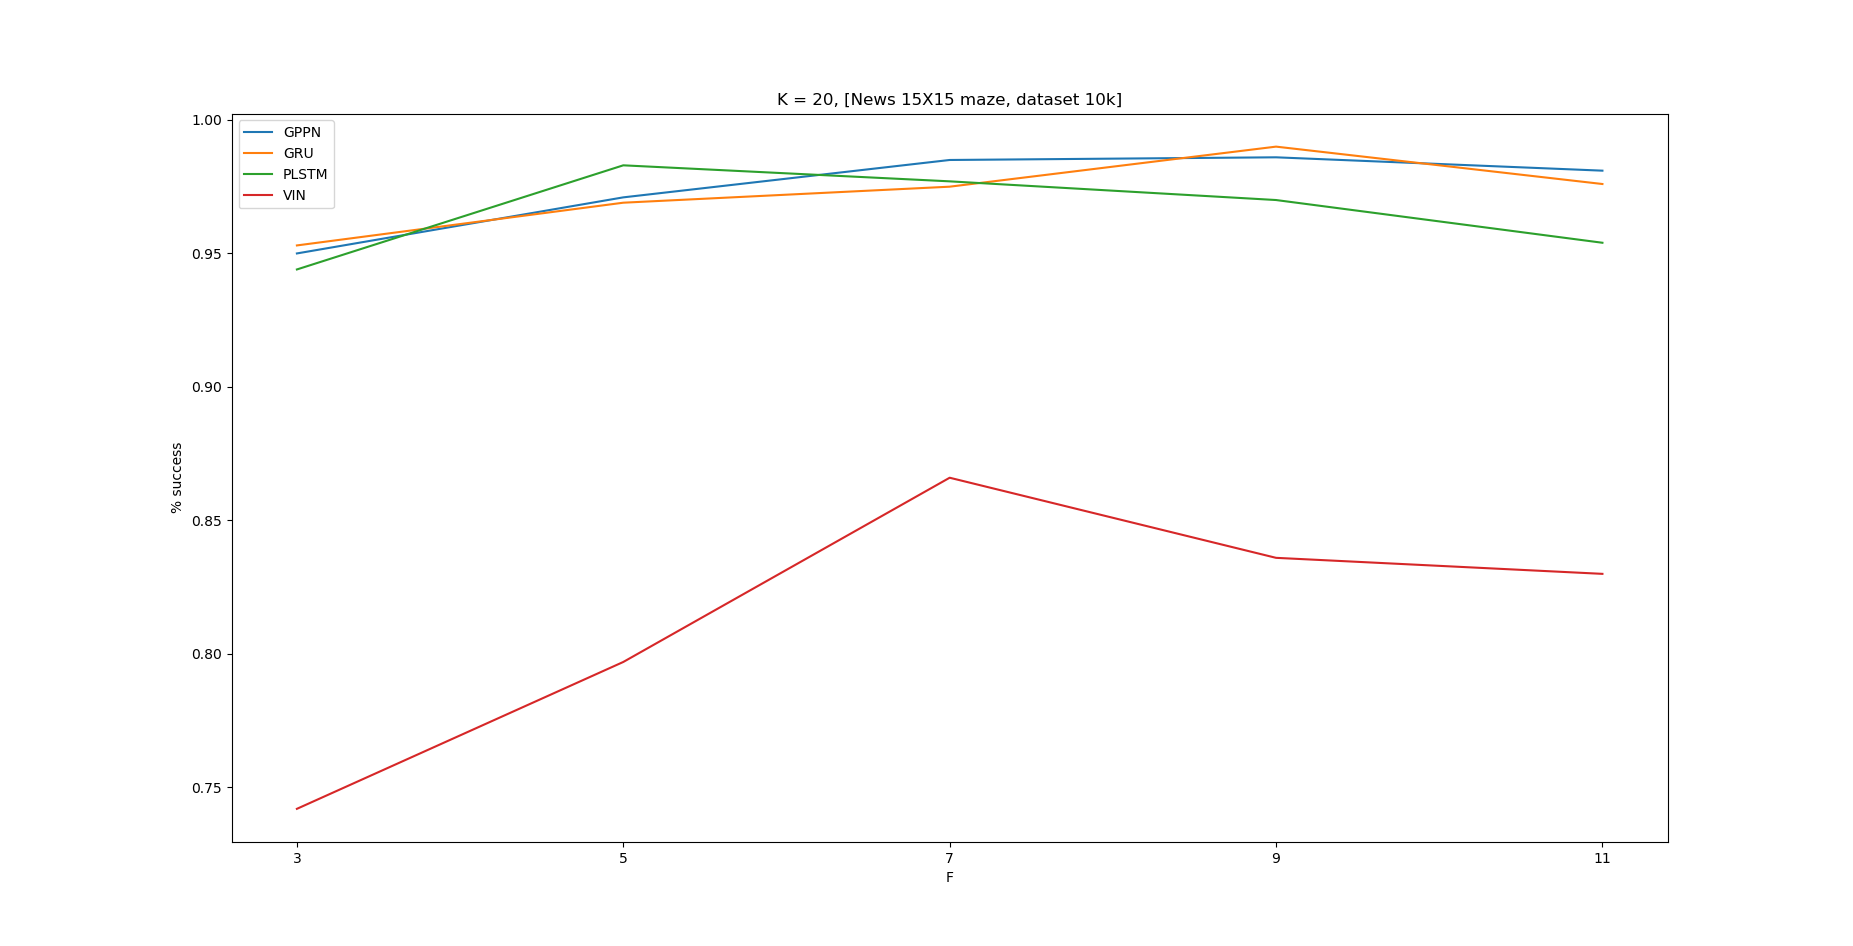 K = 20, [News 15X15 maze, dataset 10k]
GPPN
GRU
PLSTM
VIN
1.00
0.95
0.90
0.85
0.80
0.75
% success
3 5 7 9 11
F